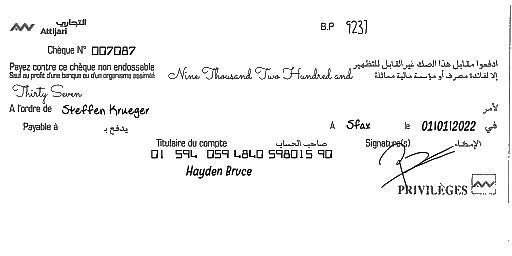 التجاري
Attijari
B.P 9237
Chèque N° 007087
Payez contre ce chèque non endossable
Sauf au profit d'une banque ou d'un organisme assimilé
Nine Thousand Two Hundred and
ادفعوا مقابل هذا الصك غير القابل للتظهير
إلا لفائدة مصرف أو مؤسسة مالية مماثلة
Thirty Seven
A l'ordre de Steffen Krueger لأمر
Payable à يدفع بـ A Sfax le 01/01/2022 في
Titulaire du compte صاحب الحساب Signature(s) الإمضاء
01 594 059 4840 598015 90
Hayden Bruce
PRIVILÈGES